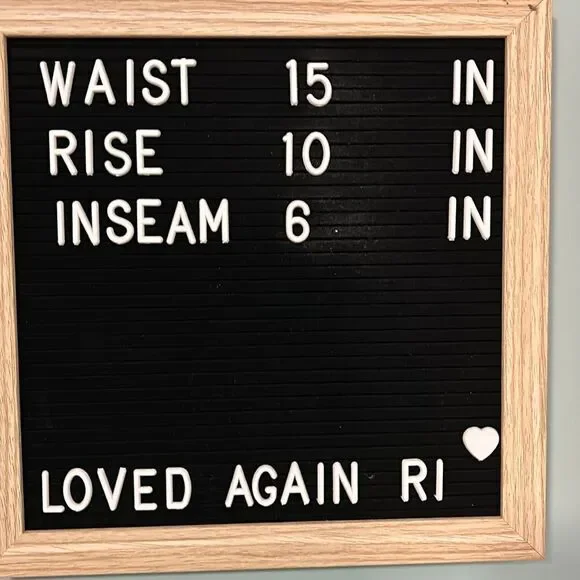 WAIST 15 IN
RISE 10 IN
INSEAM 6 IN
LOVED AGAIN RI